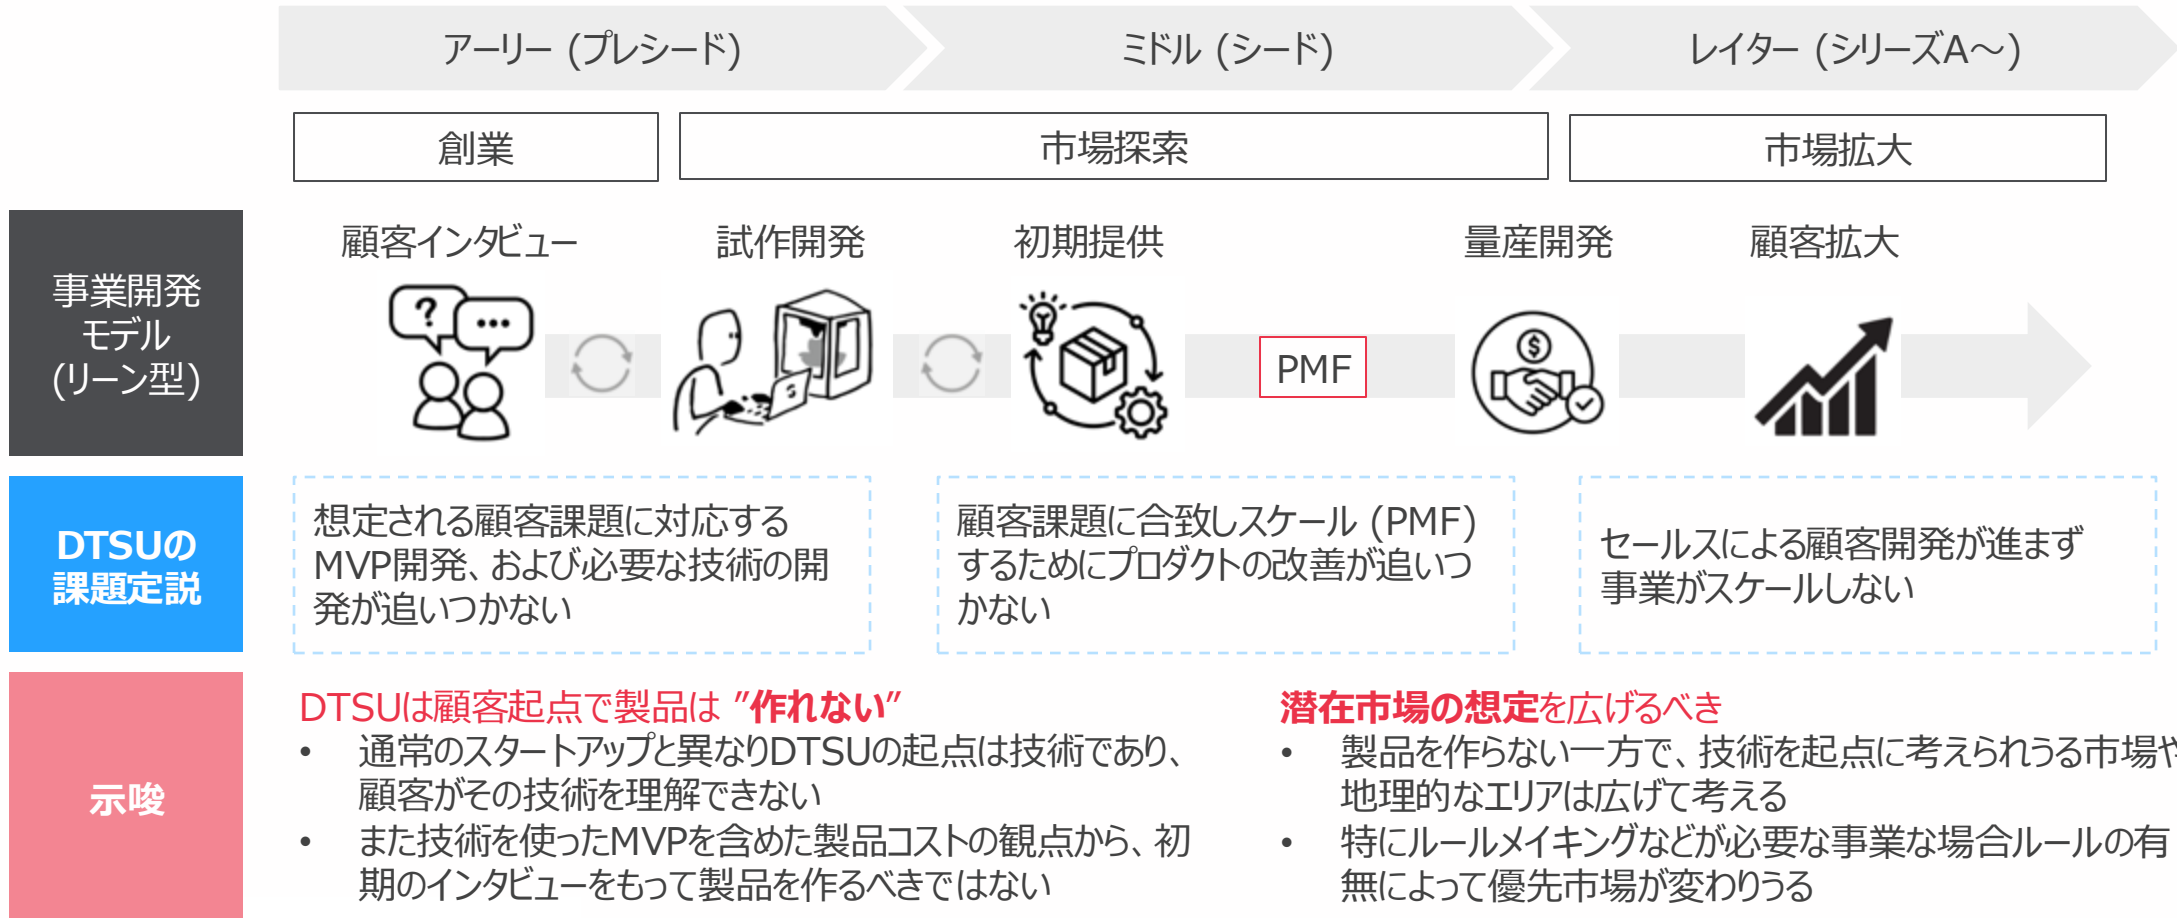 アーリー (プレシード)
ミドル (シード)
レイター (シリーズA～)
創業
市場探索
市場拡大
事業開発
モデル
(リーン型)
顧客インタビュー
試作開発
初期提供
量産開発
顧客拡大
?
...
PMF
$
DTSUの
課題定説
想定される顧客課題に対応する
MVP開発、および必要な技術の開
発が追いつかない
顧客課題に合致しスケール (PMF)
するためにプロダクトの改善が追いつ
かない
セールスによる顧客開発が進まず
事業がスケールしない
示唆
DTSUは顧客起点で製品は ”作れない”
• 通常のスタートアップと異なりDTSUの起点は技術であり、
顧客がその技術を理解できない
• また技術を使ったMVPを含めた製品コストの観点から、初
期のインタビューをもって製品を作るべきではない
潜在市場の想定を広げるべき
• 製品を作らない一方で、技術を起点に考えられうる市場や
地理的なエリアは広げて考える
• 特にルールメイキングなどが必要な事業な場合ルールの有
無によって優先市場が変わりうる